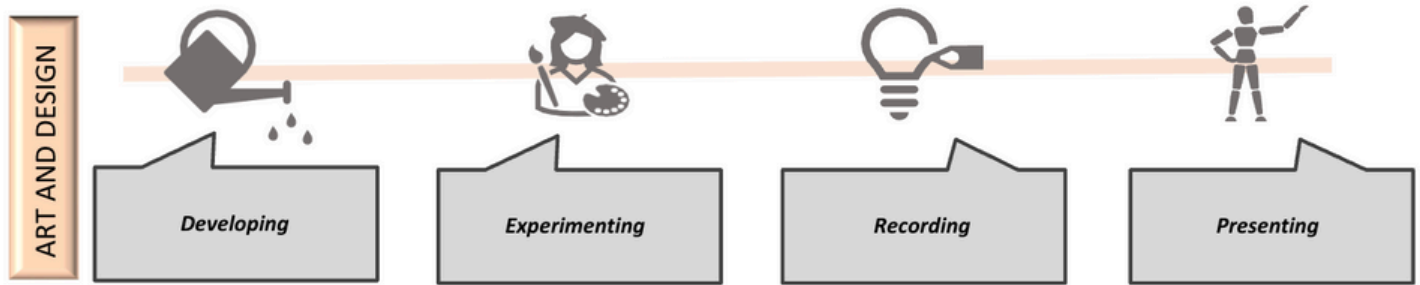 ART AND DESIGN
Developing
Experimenting
Recording
Presenting